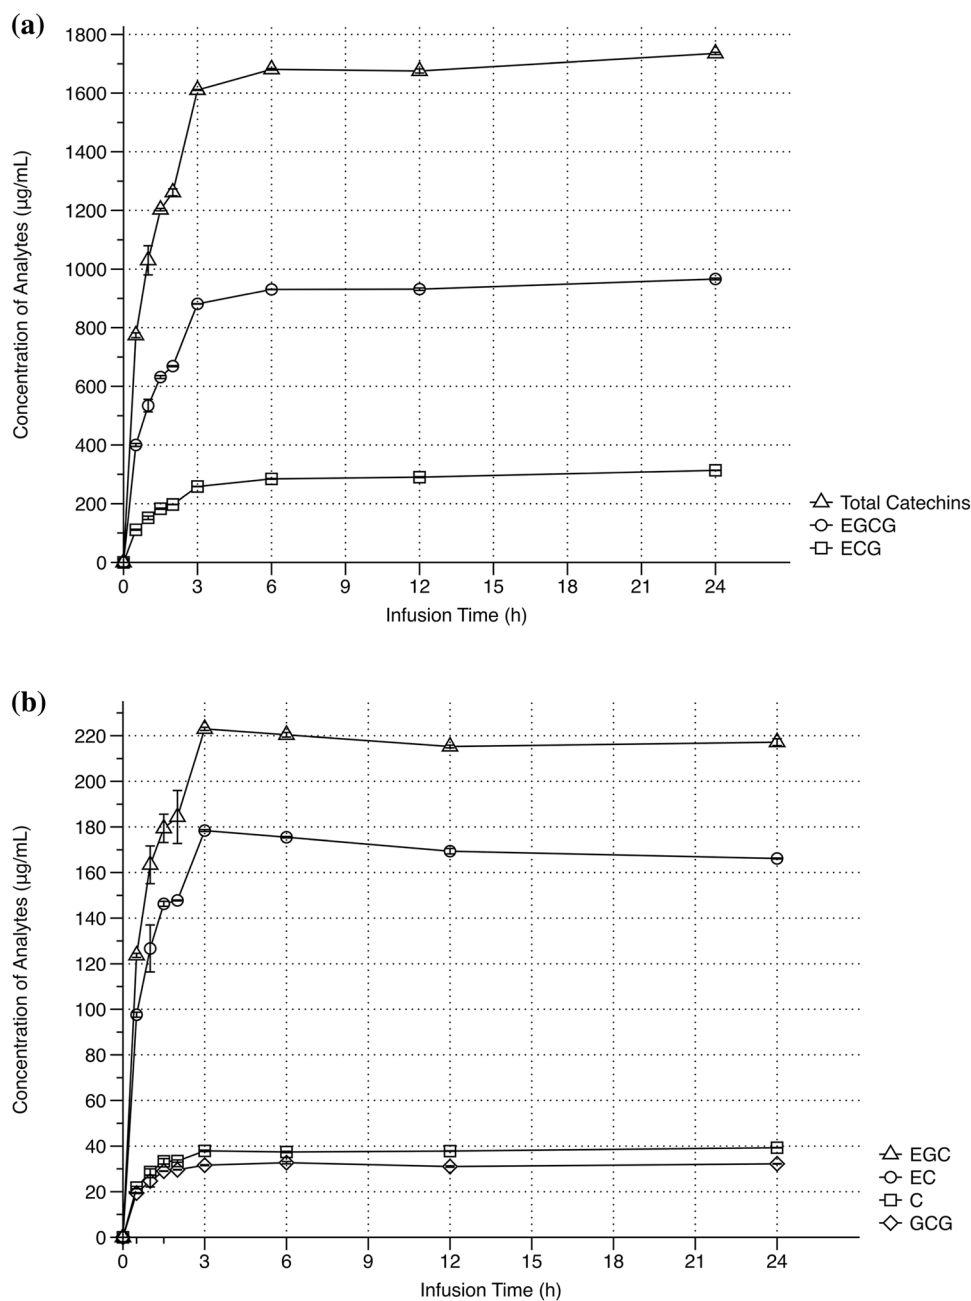 (a)
1800
1600
1400
1200
1000
800
600
400
200
0
Concentration of Analytes (µg/mL)
0 3 6 9 12 15 18 21 24
Infusion Time (h)
Total Catechins
EGCG
ECG
(b)
220
200
180
160
140
120
100
80
60
40
20
0
Concentration of Analytes (µg/mL)
0 3 6 9 12 15 18 21 24
Infusion Time (h)
EGC
EC
C
GCG